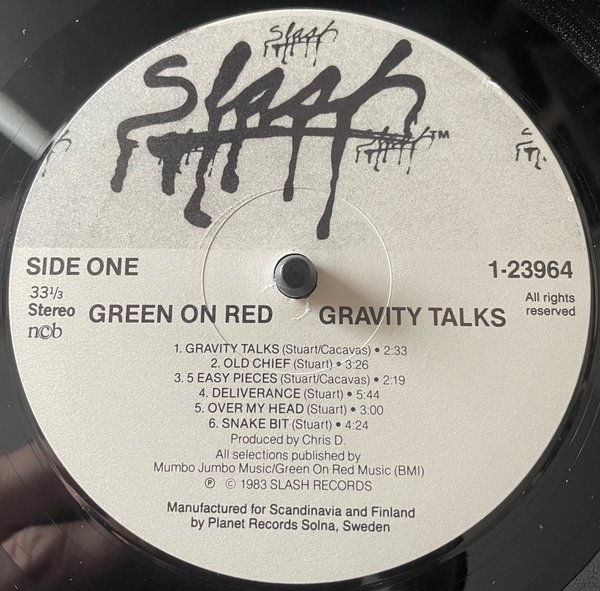 Slash
Slash
Slash™
SIDE ONE
1-23964
33⅓
Stereo
ncb
All rights
reserved
GREEN ON RED GRAVITY TALKS
1. GRAVITY TALKS (Stuart/Cacavas) • 2:33
2. OLD CHIEF (Stuart) • 3:26
3. 5 EASY PIECES (Stuart/Cacavas) • 2:19
4. DELIVERANCE (Stuart) • 5:44
5. OVER MY HEAD (Stuart) • 3:00
6. SNAKE BIT (Stuart) • 4:24
Produced by Chris D.
All selections published by
Mumbo Jumbo Music/Green On Red Music (BMI)
℗ © 1983 SLASH RECORDS
Manufactured for Scandinavia and Finland
by Planet Records Solna, Sweden